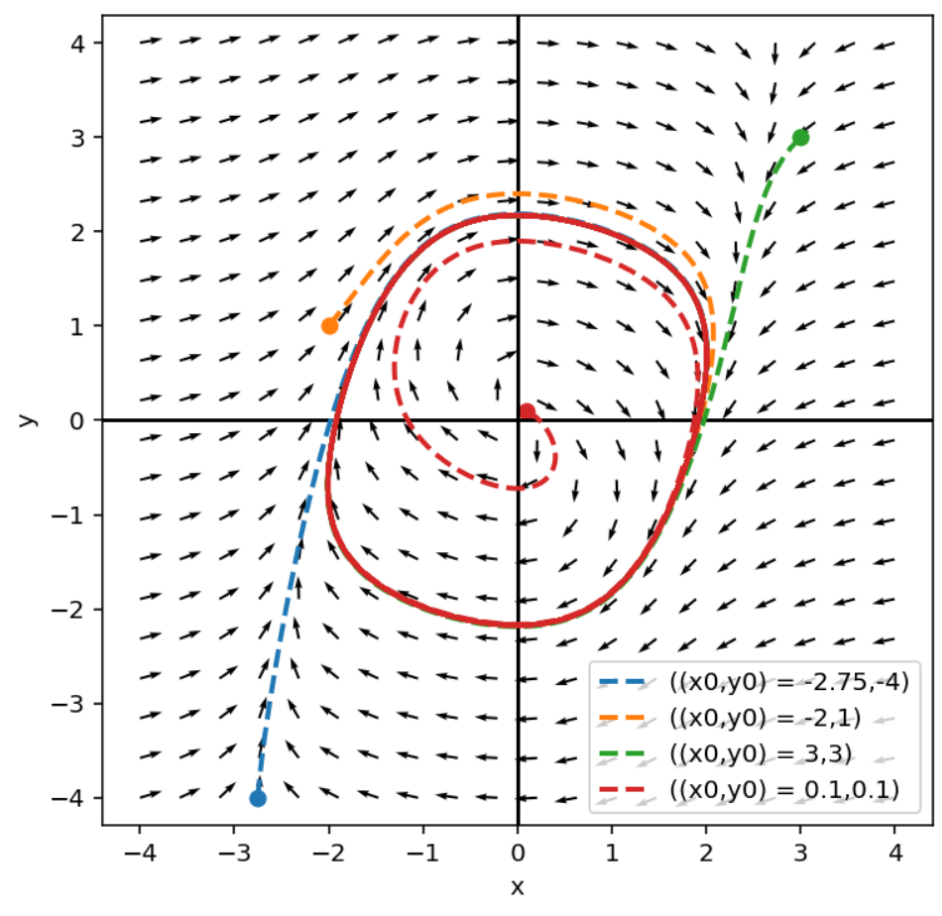 4
3
2
1
0
−1
−2
−3
−4
y
((x0,y0) = -2.75,-4)
((x0,y0) = -2,1)
((x0,y0) = 3,3)
((x0,y0) = 0.1,0.1)
−4 −3 −2 −1 0 1 2 3 4
x